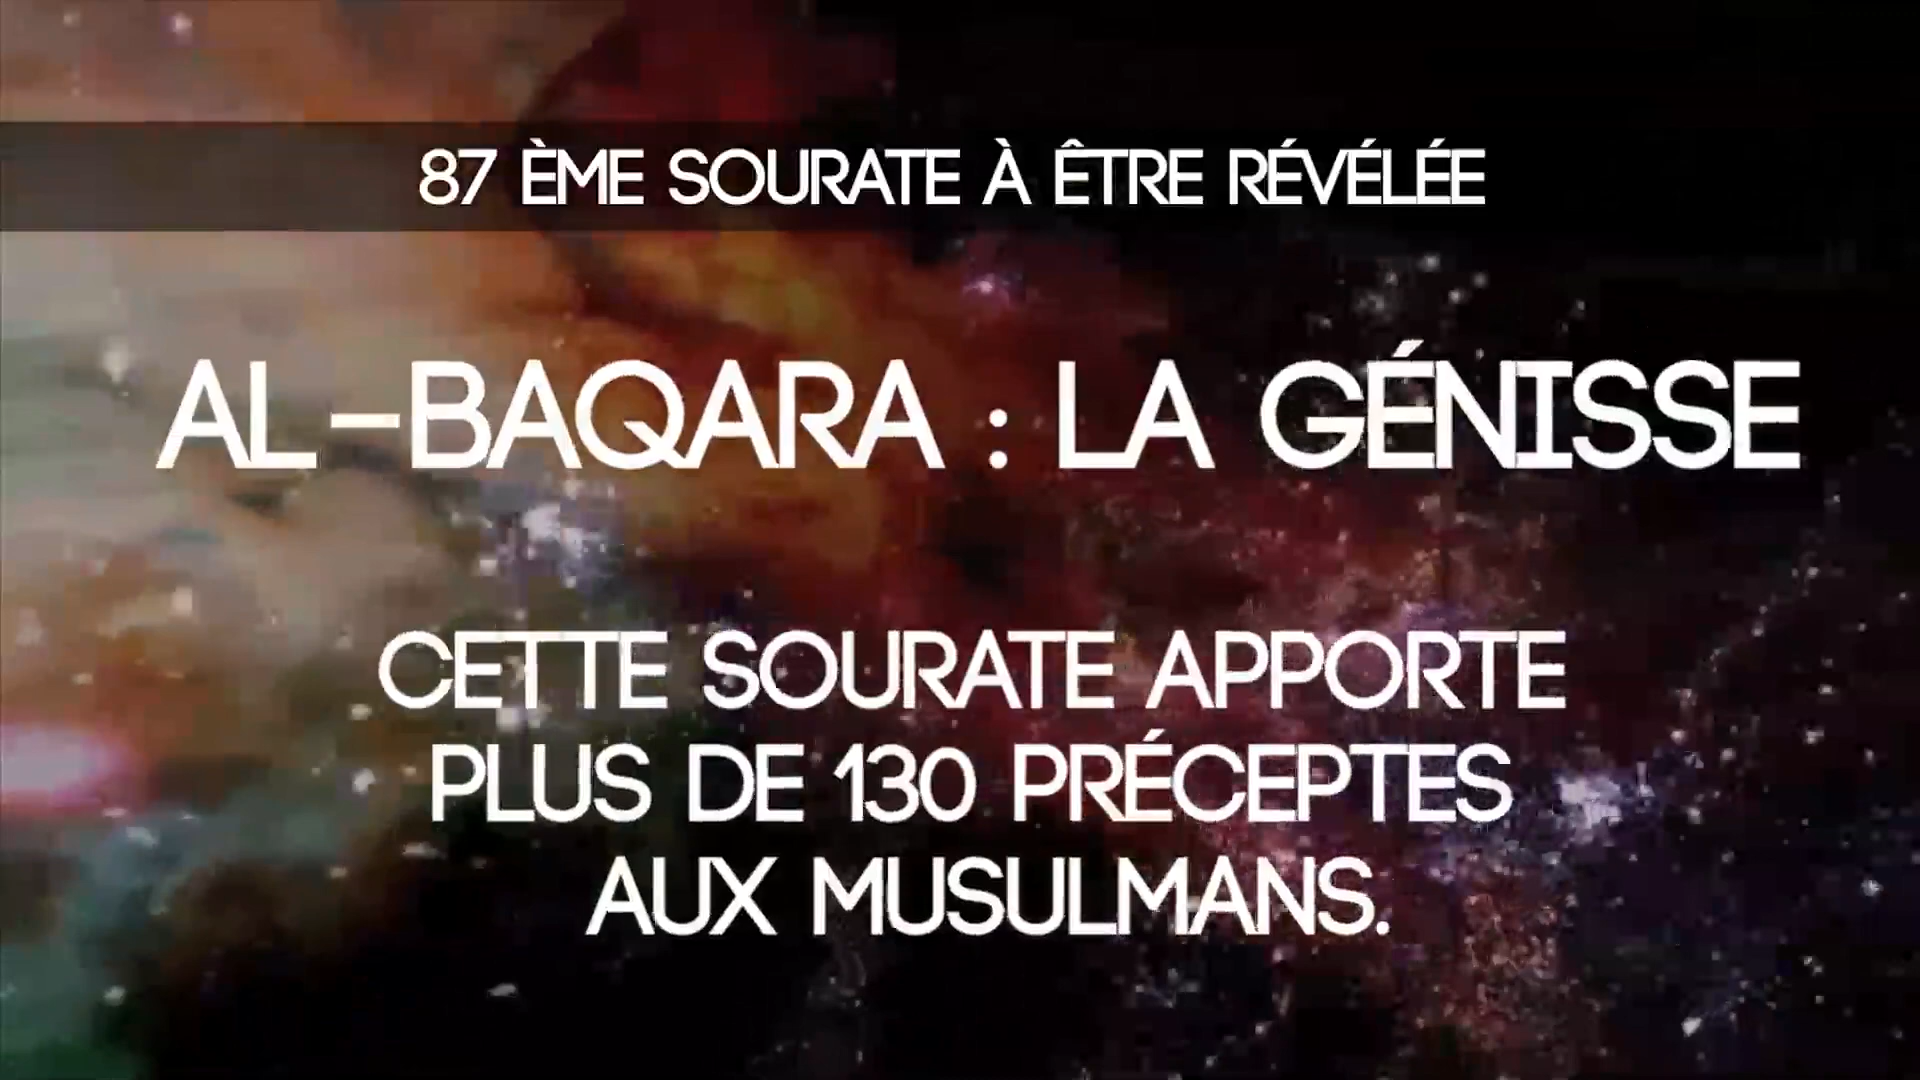 87 ÈME SOURATE À ÊTRE RÉVÉLÉE
AL-BAQARA : LA GÉNISSE
CETTE SOURATE APPORTE
PLUS DE 130 PRÉCEPTES
AUX MUSULMANS.